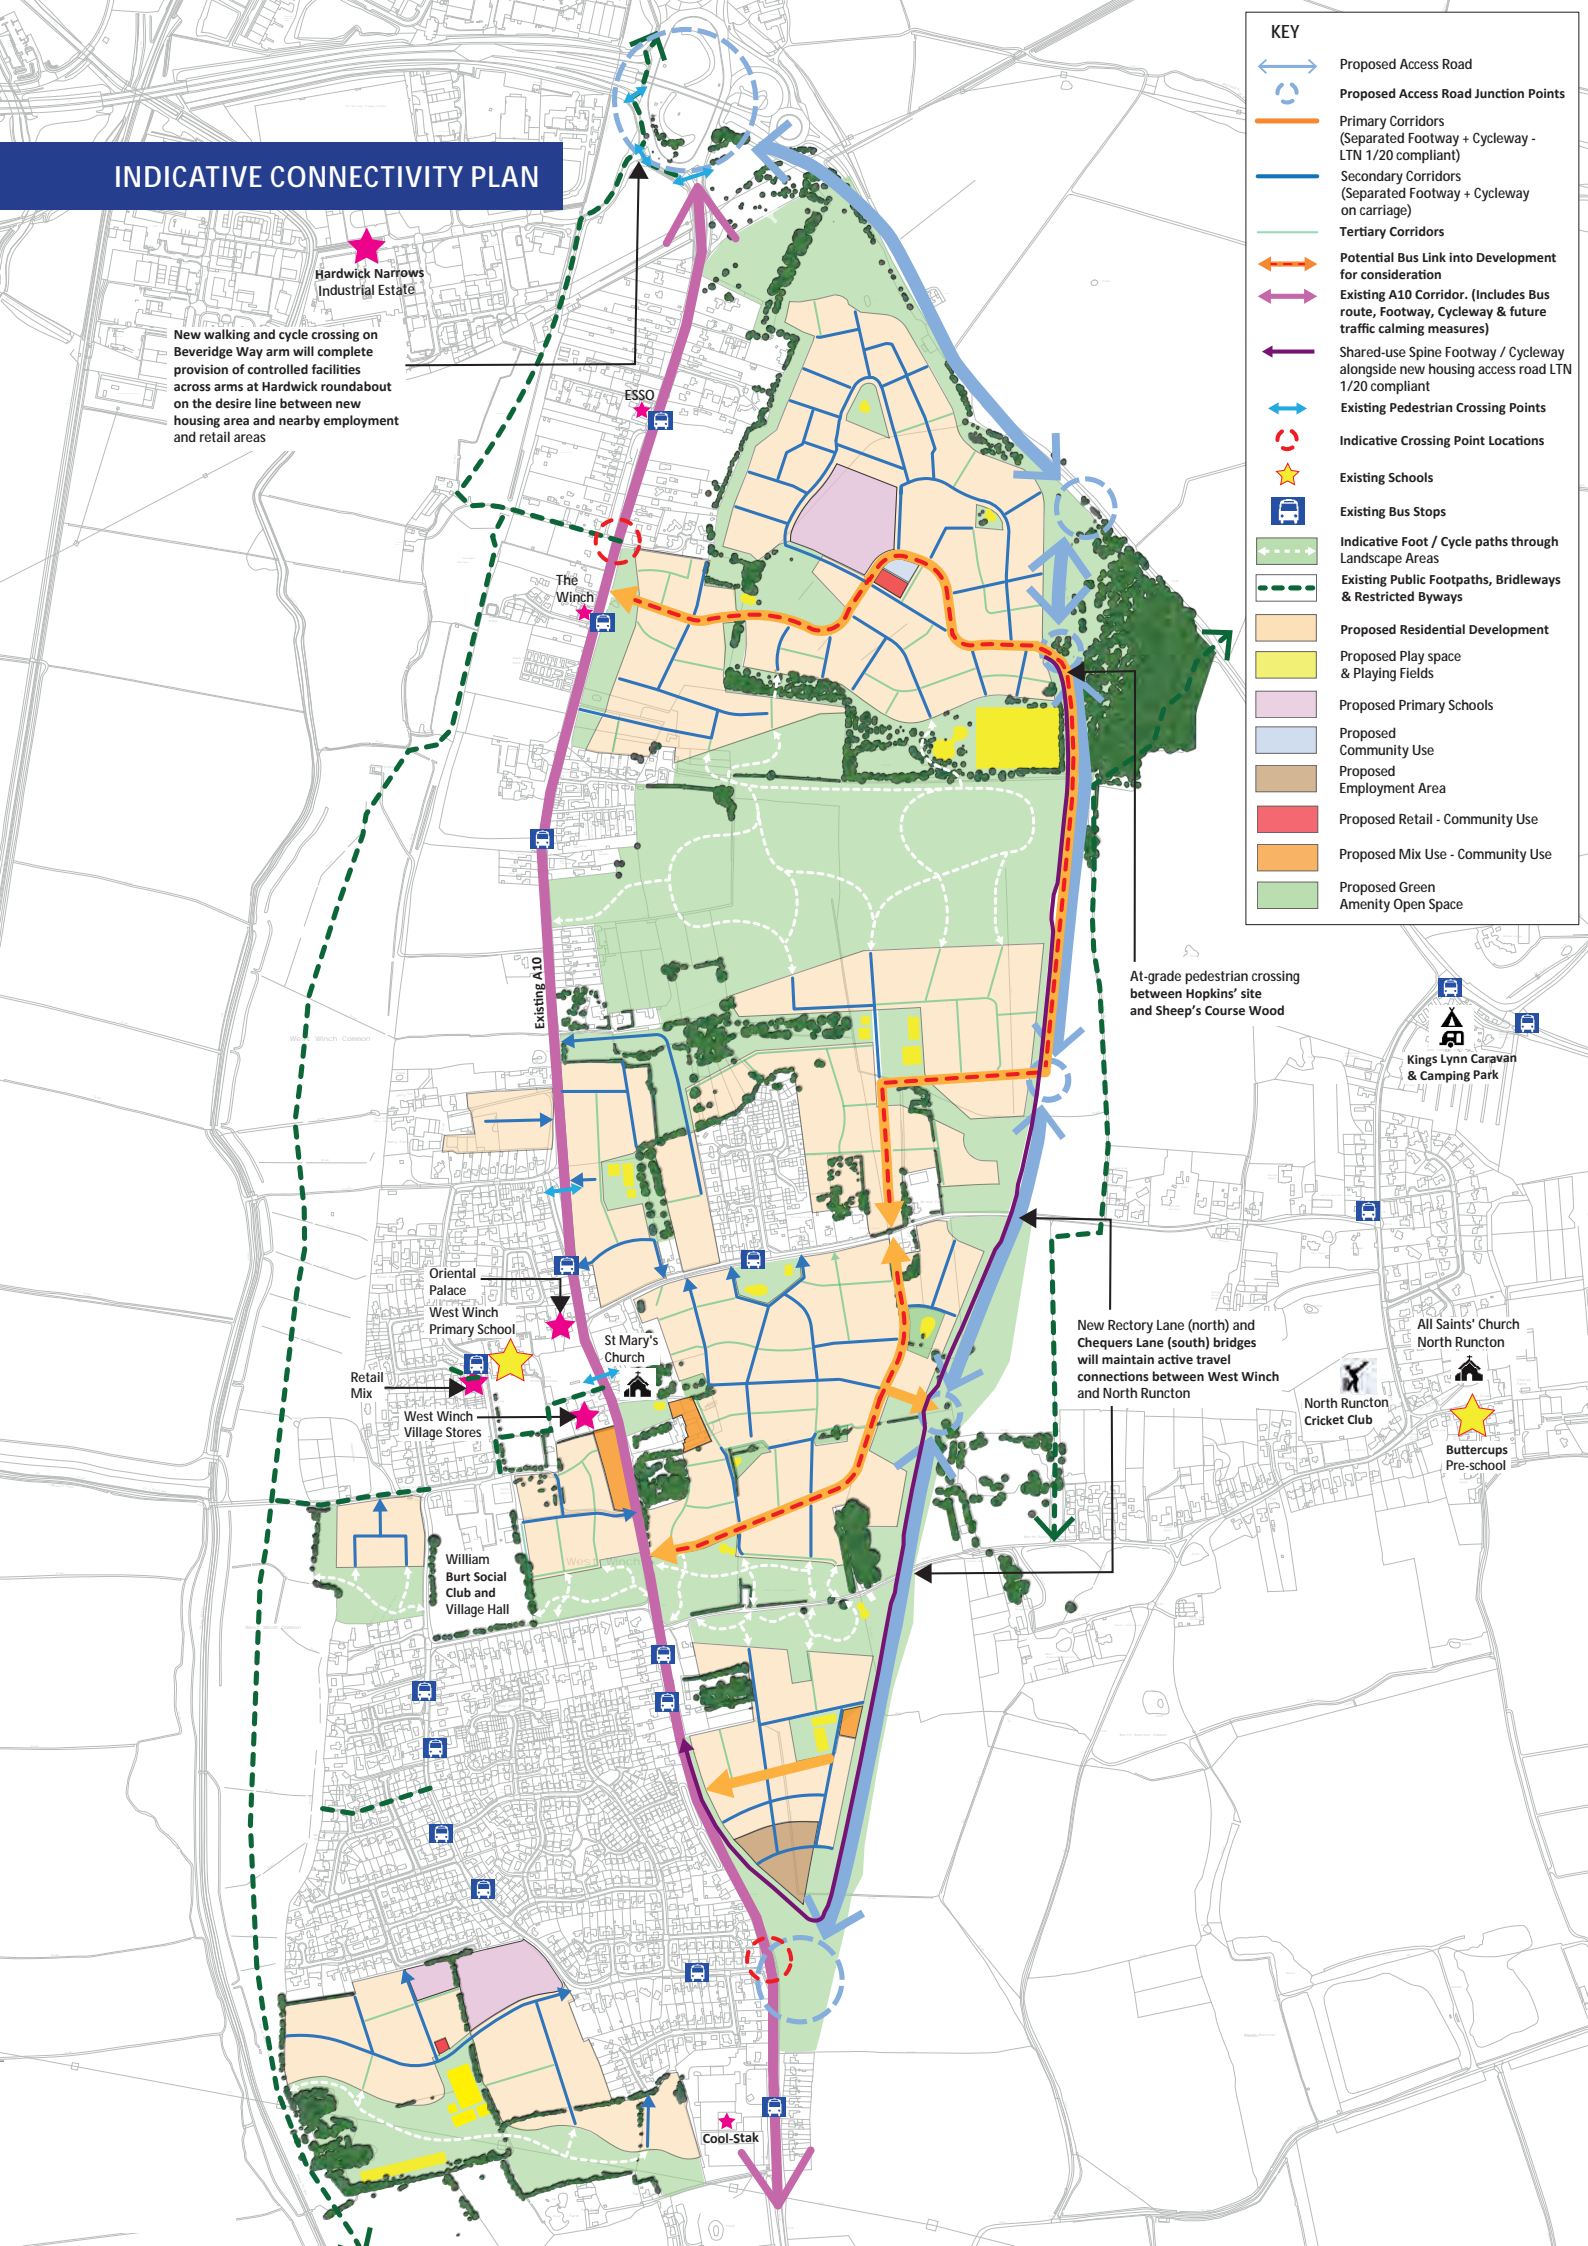 INDICATIVE CONNECTIVITY PLAN
Hardwick Narrows
Industrial Estate
New walking and cycle crossing on
Beveridge Way arm will complete
provision of controlled facilities
across arms at Hardwick roundabout
on the desire line between new
housing area and nearby employment
and retail areas
ESSO
The
Winch
Existing A10
West Winch Common
Oriental
Palace
West Winch
Primary School
St Mary's
Church
Retail
Mix
West Winch
Village Stores
West Winch
William
Burt Social
Club and
Village Hall
Cool-Stak
At-grade pedestrian crossing
between Hopkins' site
and Sheep's Course Wood
Kings Lynn Caravan
& Camping Park
New Rectory Lane (north) and
Chequers Lane (south) bridges
will maintain active travel
connections between West Winch
and North Runcton
All Saints' Church
North Runcton
North Runcton
Cricket Club
Buttercups
Pre-school
KEY
Proposed Access Road
Proposed Access Road Junction Points
Primary Corridors
(Separated Footway + Cycleway -
LTN 1/20 compliant)
Secondary Corridors
(Separated Footway + Cycleway
on carriage)
Tertiary Corridors
Potential Bus Link into Development
for consideration
Existing A10 Corridor. (Includes Bus
route, Footway, Cycleway & future
traffic calming measures)
Shared-use Spine Footway / Cycleway
alongside new housing access road LTN
1/20 compliant
Existing Pedestrian Crossing Points
Indicative Crossing Point Locations
Existing Schools
Existing Bus Stops
Indicative Foot / Cycle paths through
Landscape Areas
Existing Public Footpaths, Bridleways
& Restricted Byways
Proposed Residential Development
Proposed Play space
& Playing Fields
Proposed Primary Schools
Proposed
Community Use
Proposed
Employment Area
Proposed Retail - Community Use
Proposed Mix Use - Community Use
Proposed Green
Amenity Open Space